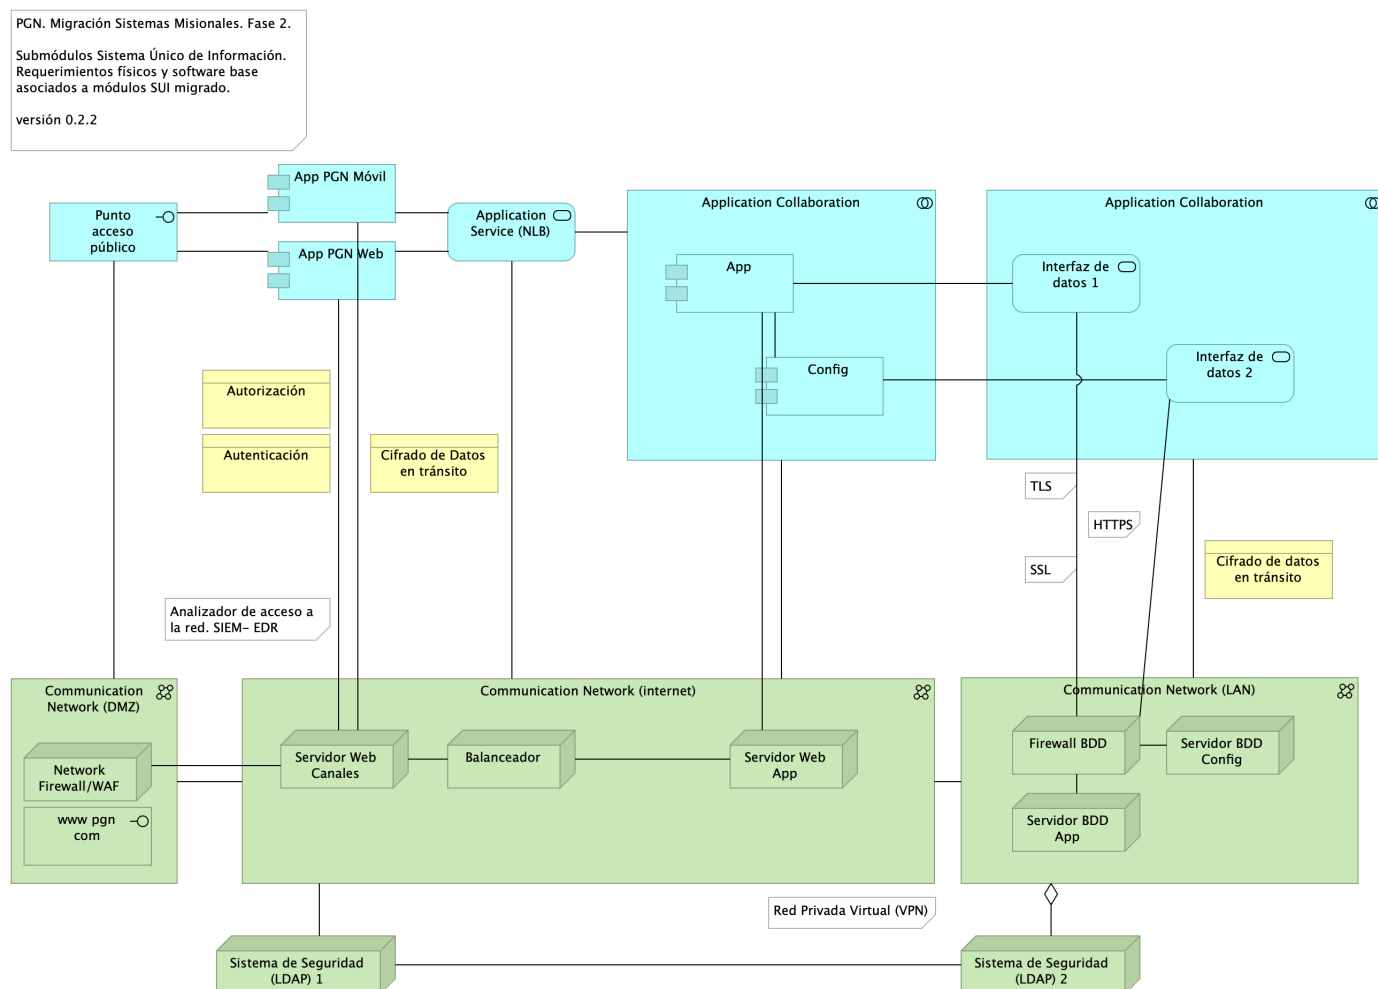 PGN. Migración Sistemas Misionales. Fase 2.
Submódulos Sistema Único de Información.
Requerimientos físicos y software base
asociados a módulos SUI migrado.
versión 0.2.2
Punto
acceso
público
App PGN Móvil
App PGN Web
Application
Service (NLB)
Application Collaboration
App
Config
Application Collaboration
Interfaz de
datos 1
Interfaz de
datos 2
Autorización
Autenticación
Cifrado de Datos
en tránsito
TLS
HTTPS
SSL
Cifrado de datos
en tránsito
Analizador de acceso a
la red. SIEM- EDR
Communication
Network (DMZ)
Network
Firewall/WAF
www pgn
com
Communication Network (internet)
Servidor Web
Canales
Balanceador
Servidor Web
App
Communication Network (LAN)
Firewall BDD
Servidor BDD
Config
Servidor BDD
App
Red Privada Virtual (VPN)
Sistema de Seguridad
(LDAP) 1
Sistema de Seguridad
(LDAP) 2